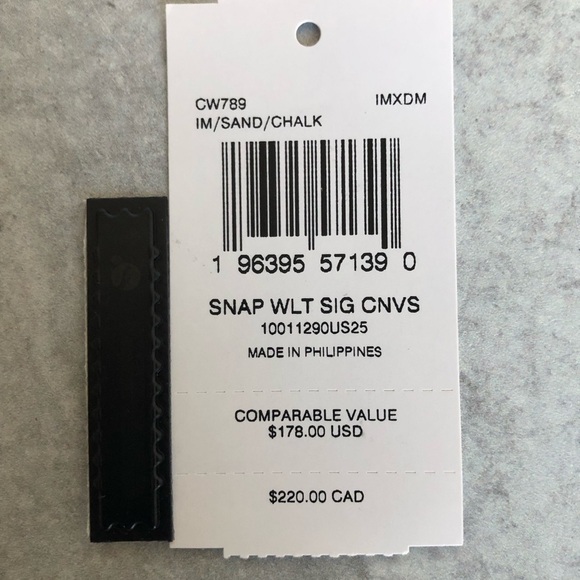 CW789 IMXDM
IM/SAND/CHALK
1 96395 57139 0
SNAP WLT SIG CNVS
10011290US25
MADE IN PHILIPPINES
COMPARABLE VALUE
$178.00 USD
$220.00 CAD